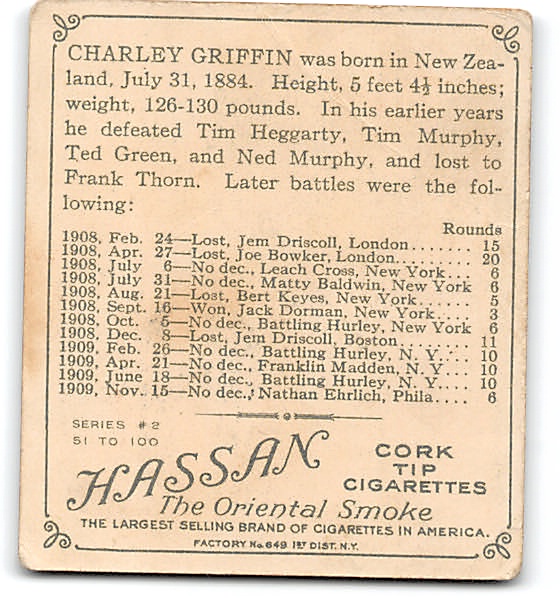 CHARLEY GRIFFIN was born in New Zea-
land, July 31, 1884. Height, 5 feet 4½ inches;
weight, 126-130 pounds. In his earlier years
he defeated Tim Heggarty, Tim Murphy,
Ted Green, and Ned Murphy, and lost to
Frank Thorn. Later battles were the fol-
lowing:
Rounds
1908, Feb. 24—Lost, Jem Driscoll, London....... 15
1908, Apr. 27—Lost, Joe Bowker, London........ 20
1908, July 6—No dec., Leach Cross, New York... 6
1908, July 31—No dec., Matty Baldwin, New York 6
1908, Aug. 21—Lost, Bert Keyes, New York...... 5
1908, Sept. 16—Won, Jack Dorman, New York.... 3
1908, Oct. 5—No dec., Battling Hurley, New York 6
1908, Dec. 8—Lost, Jem Driscoll, Boston........ 11
1909, Feb. 26—No dec., Battling Hurley, N. Y.... 10
1909, Apr. 21—No dec., Franklin Madden, N. Y... 10
1909, June 18—No dec., Battling Hurley, N. Y.... 10
1909, Nov. 15—No dec., Nathan Ehrlich, Phila.... 6
SERIES #2
51 TO 100
HASSAN
CORK
TIP
CIGARETTES
The Oriental Smoke
THE LARGEST SELLING BRAND OF CIGARETTES IN AMERICA.
FACTORY No. 649 1ST DIST. N.Y.